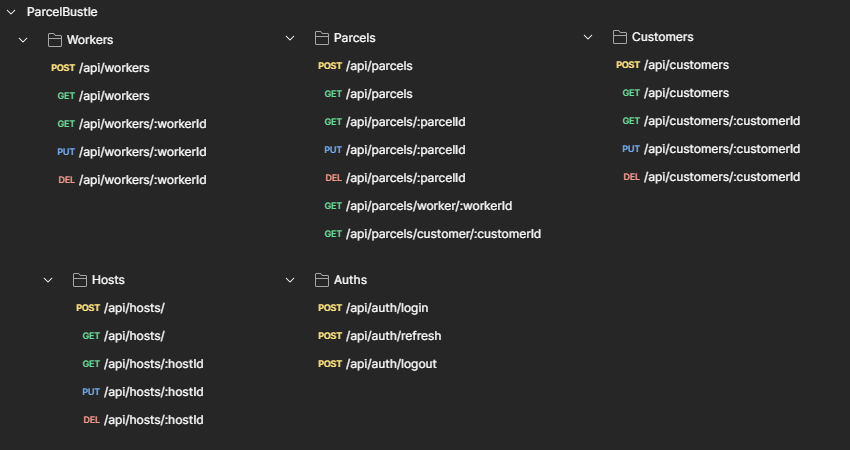 ParcelBustle
Workers
POST /api/workers
GET /api/workers
GET /api/workers/:workerId
PUT /api/workers/:workerId
DEL /api/workers/:workerId
Parcels
POST /api/parcels
GET /api/parcels
GET /api/parcels/:parcelId
PUT /api/parcels/:parcelId
DEL /api/parcels/:parcelId
GET /api/parcels/worker/:workerId
GET /api/parcels/customer/:customerId
Customers
POST /api/customers
GET /api/customers
GET /api/customers/:customerId
PUT /api/customers/:customerId
DEL /api/customers/:customerId
Hosts
POST /api/hosts/
GET /api/hosts/
GET /api/hosts/:hostId
PUT /api/hosts/:hostId
DEL /api/hosts/:hostId
Auths
POST /api/auth/login
POST /api/auth/refresh
POST /api/auth/logout